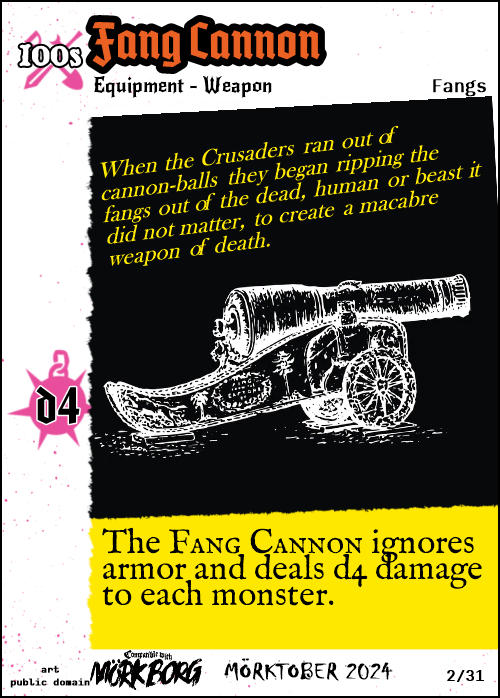 100s Fang Cannon
Equipment - Weapon Fangs
When the Crusaders ran out of
cannon-balls they began ripping the
fangs out of the dead, human or beast it
did not matter, to create a macabre
weapon of death.
2
d4
The Fang Cannon ignores
armor and deals d4 damage
to each monster.
art
public domain
Compatible with
MÖRK BORG
MÖRKTOBER 2024
2/31